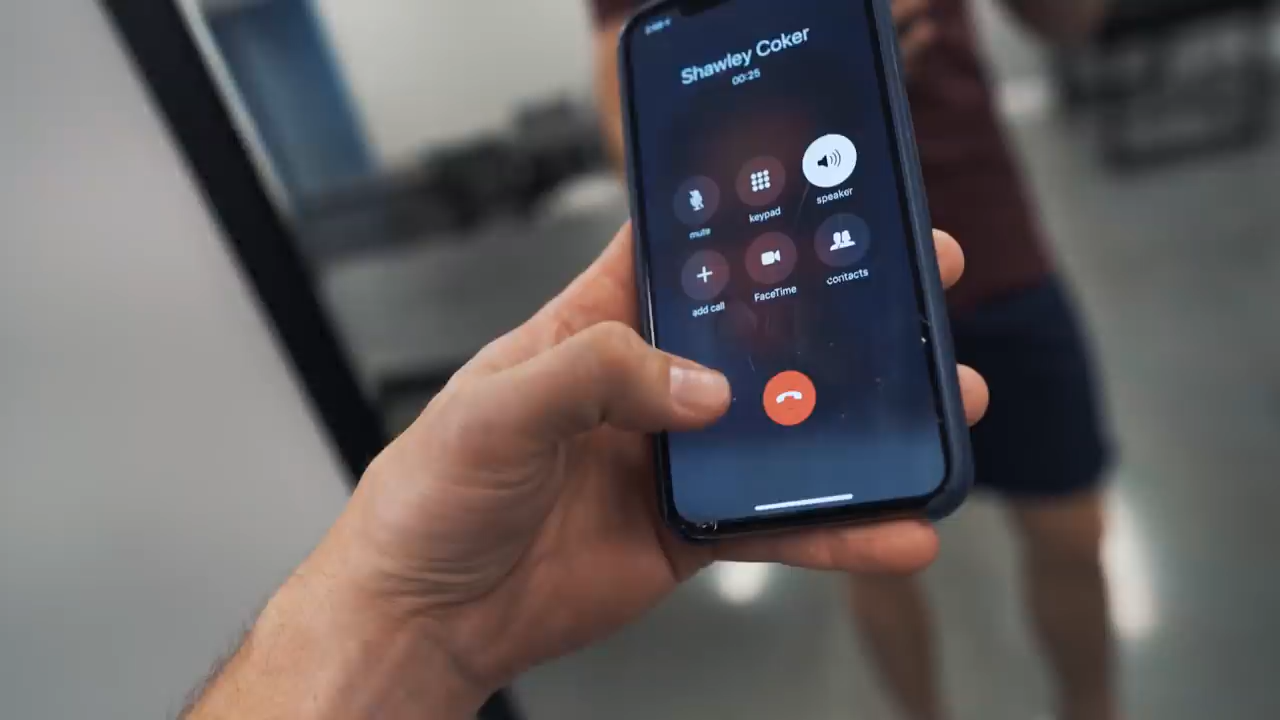 Shawley Coker
00:25
mute
keypad
speaker
add call
FaceTime
contacts